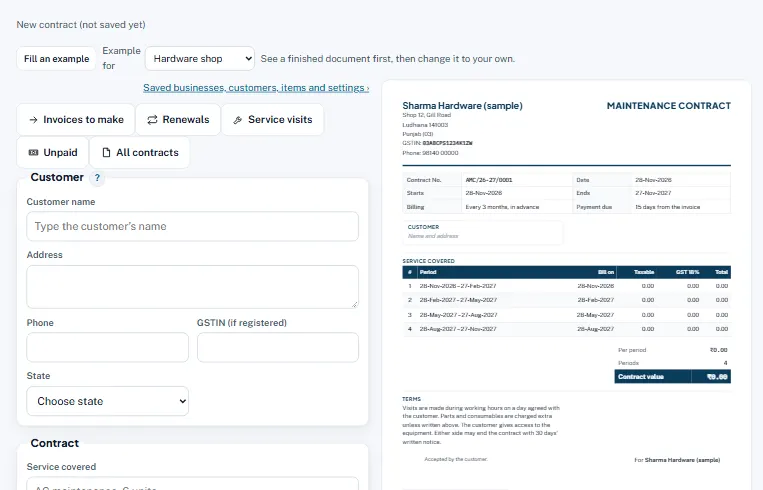 New contract (not saved yet)
Fill an example
Example for
Hardware shop
See a finished document first, then change it to your own.
Saved businesses, customers, items and settings ›
Invoices to make
Renewals
Service visits
Unpaid
All contracts
Customer ?
Customer name
Type the customer's name
Address
Phone
GSTIN (if registered)
State
Choose state
Contract
Service covered
AC maintenance, 6 units
Sharma Hardware (sample)
MAINTENANCE CONTRACT
Shop 12, Gill Road
Ludhiana 141003
Punjab (03)
GSTIN: 03ABCPS1234K1ZW
Phone: 98140 00000
Contract No. AMC/26-27/0001 Date 28-Nov-2026
Starts 28-Nov-2026 Ends 27-Nov-2027
Billing Every 3 months, in advance Payment due 15 days from the invoice
CUSTOMER
Name and address
SERVICE COVERED
# Period Bill on Taxable GST 18% Total
1 28-Nov-2026 – 27-Feb-2027 28-Nov-2026 0.00 0.00 0.00
2 28-Feb-2027 – 27-May-2027 28-Feb-2027 0.00 0.00 0.00
3 28-May-2027 – 27-Aug-2027 28-May-2027 0.00 0.00 0.00
4 28-Aug-2027 – 27-Nov-2027 28-Aug-2027 0.00 0.00 0.00
Per period ₹0.00
Periods 4
Contract value ₹0.00
TERMS
Visits are made during working hours on a day agreed with
the customer. Parts and consumables are charged extra
unless written above. The customer gives access to the
equipment. Either side may end the contract with 30 days'
written notice.
Accepted by the customer:
For Sharma Hardware (sample)